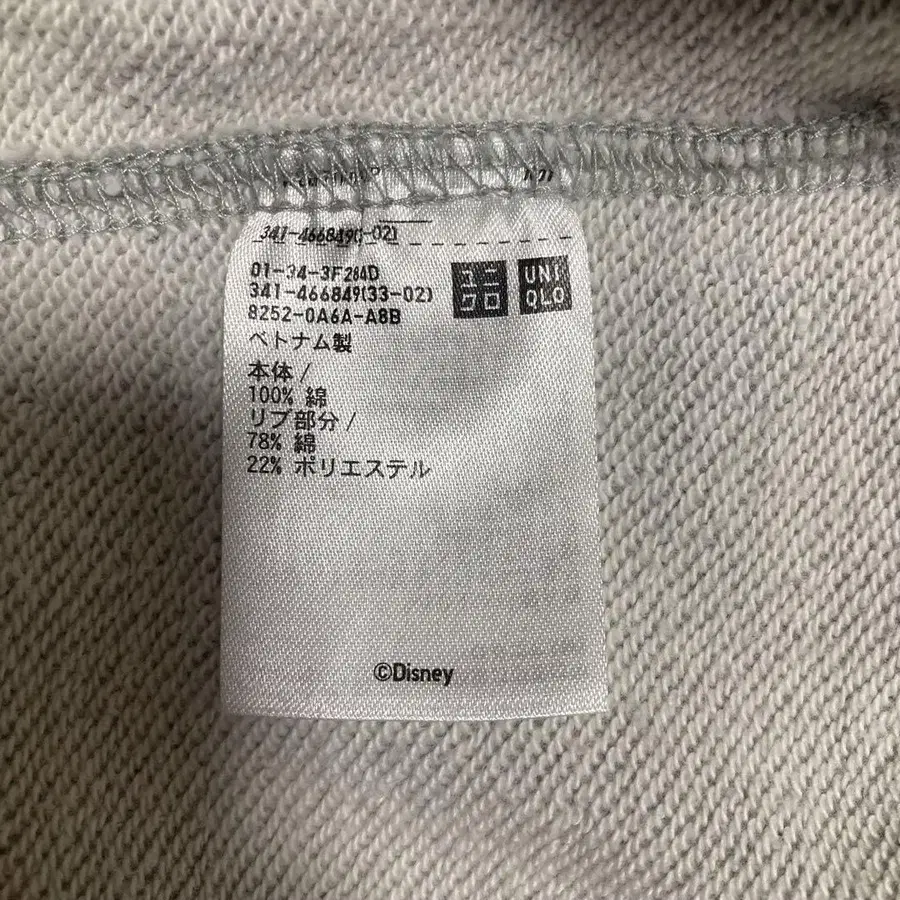 341-466849(-02)
01-34-3F284D
341-466849(33-02)
8252-0A6A-A8B
ユニクロ
UNIQLO
ベトナム製
本体/
100% 綿
リブ部分/
78% 綿
22% ポリエステル
©Disney